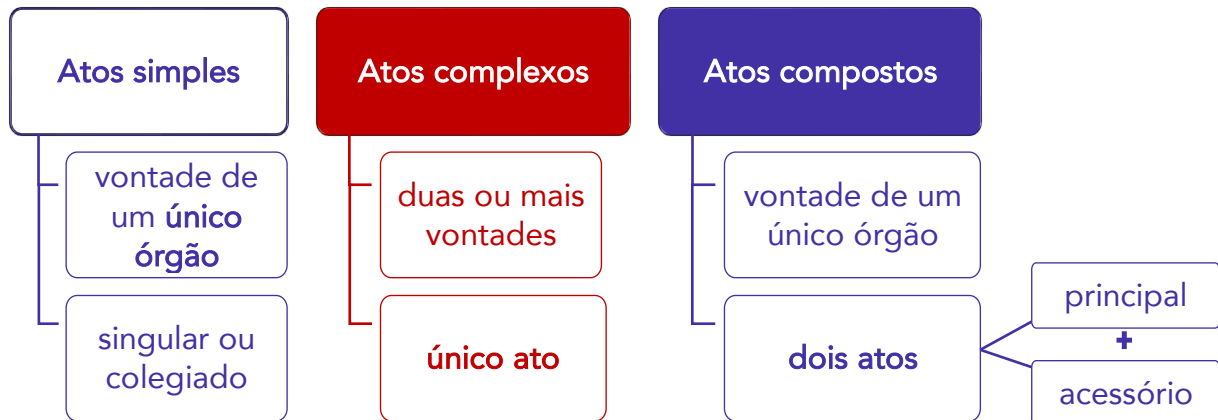 Atos simples
vontade de
um único
órgão
singular ou
colegiado
Atos complexos
duas ou mais
vontades
único ato
Atos compostos
vontade de um
único órgão
dois atos
principal
+
acessório